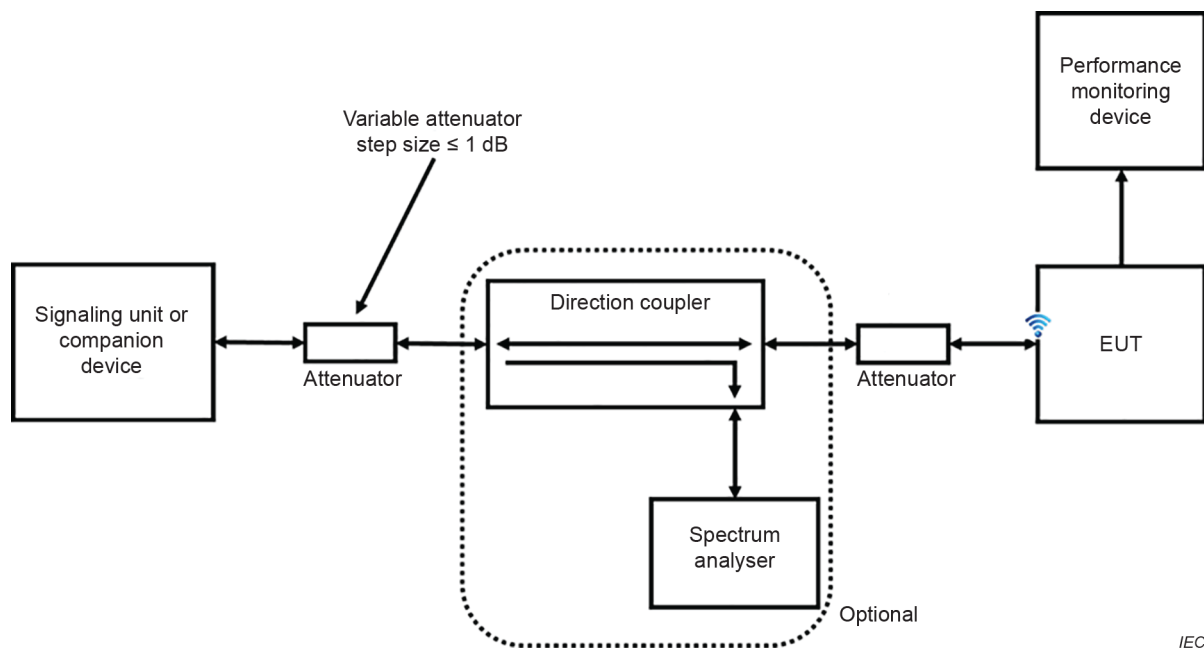 Performance
monitoring
device
Variable attenuator
step size ≤ 1 dB
Signaling unit or
companion
device
Attenuator
Direction coupler
Attenuator
EUT
Spectrum
analyser
Optional
IEC